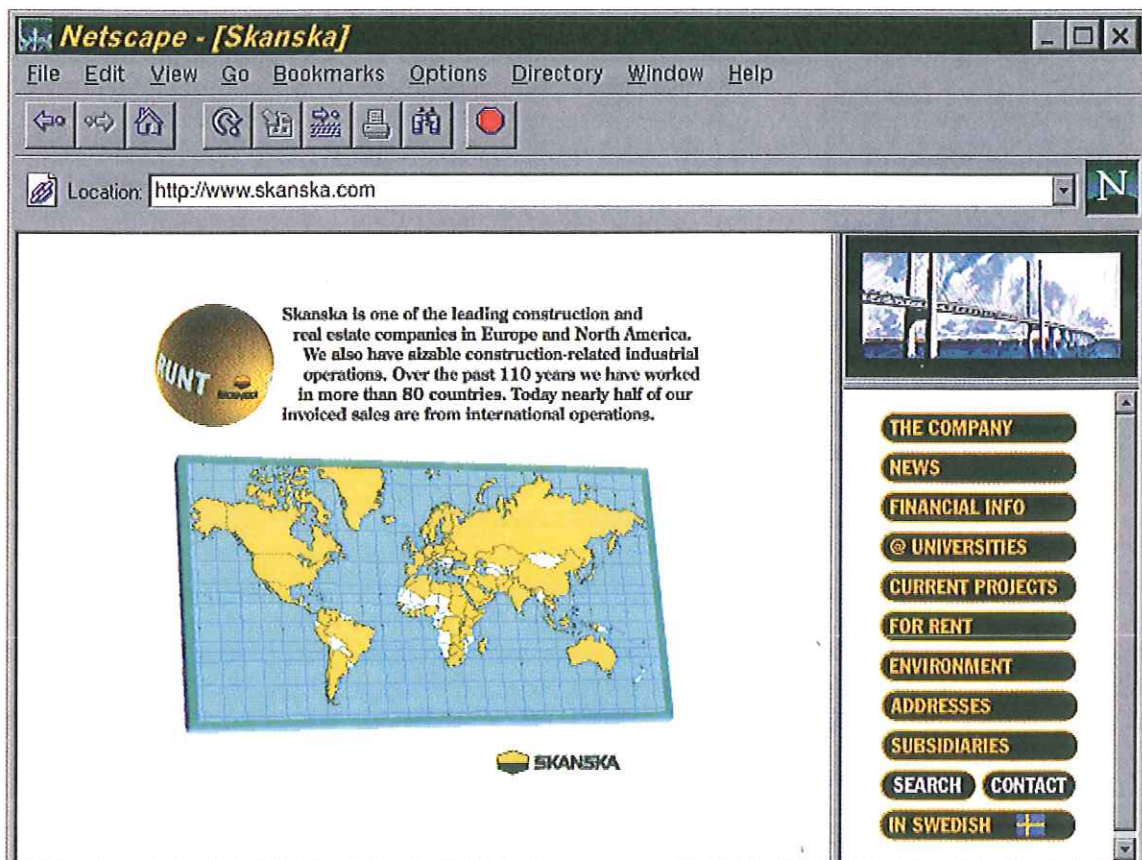 Netscape - [Skanska]
File Edit View Go Bookmarks Options Directory Window Help
Location: http://www.skanska.com
N
Skanska is one of the leading construction and
real estate companies in Europe and North America.
We also have sizable construction-related industrial
operations. Over the past 110 years we have worked
in more than 80 countries. Today nearly half of our
invoiced sales are from international operations.
RUNT
SKANSKA
SKANSKA
THE COMPANY
NEWS
FINANCIAL INFO
@ UNIVERSITIES
CURRENT PROJECTS
FOR RENT
ENVIRONMENT
ADDRESSES
SUBSIDIARIES
SEARCH CONTACT
IN SWEDISH